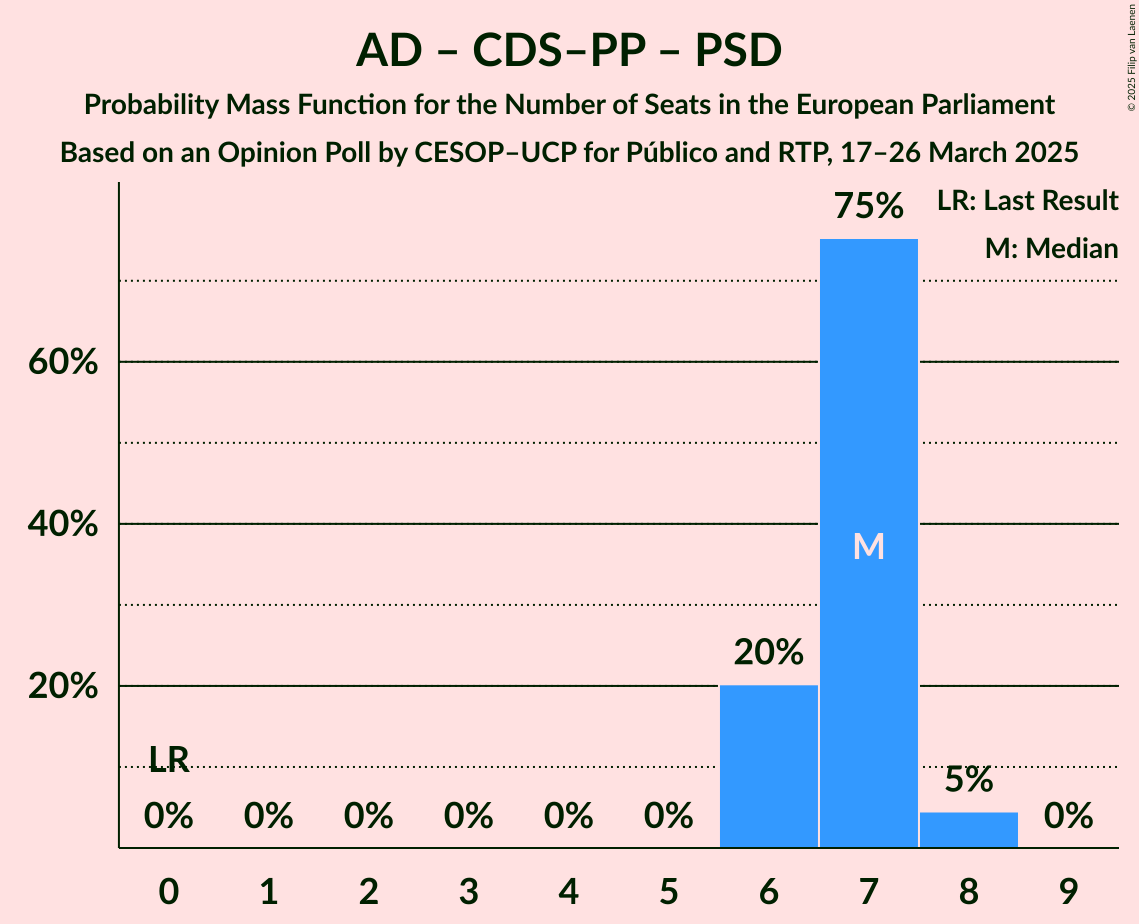 AD – CDS–PP – PSD
Probability Mass Function for the Number of Seats in the European Parliament
Based on an Opinion Poll by CESOP–UCP for Público and RTP, 17–26 March 2025
© 2025 Filip van Laenen
LR: Last Result
M: Median
75%
60%
40%
M
20%
20%
LR
5%
0% 0% 0% 0% 0% 0% 0%
0 1 2 3 4 5 6 7 8 9